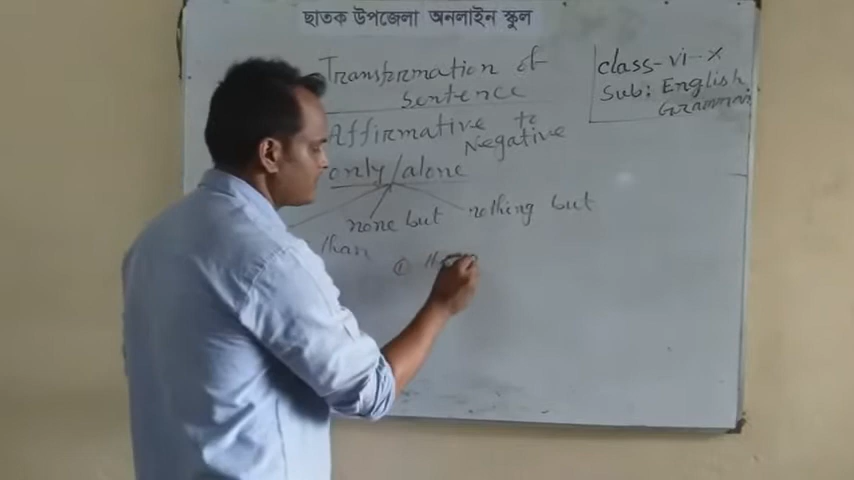 ছাতক উপজেলা অনলাইন স্কুল
Transformation of
Sentence
class-vi-x
Sub: English
Grammar
Affirmative to
Negative
only/alone
none but nothing but
than
①